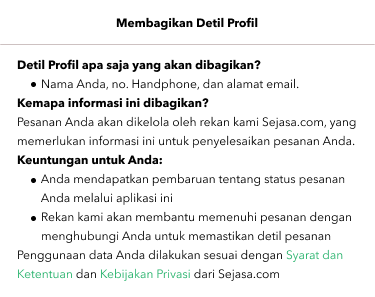 Membagikan Detil Profil
Detil Profil apa saja yang akan dibagikan?
• Nama Anda, no. Handphone, dan alamat email.
Kemapa informasi ini dibagikan?
Pesanan Anda akan dikelola oleh rekan kami Sejasa.com, yang
memerlukan informasi ini untuk penyelesaikan pesanan Anda.
Keuntungan untuk Anda:
• Anda mendapatkan pembaruan tentang status pesanan
Anda melalui aplikasi ini
• Rekan kami akan membantu memenuhi pesanan dengan
menghubungi Anda untuk memastikan detil pesanan
Penggunaan data Anda dilakukan sesuai dengan Syarat dan
Ketentuan dan Kebijakan Privasi dari Sejasa.com